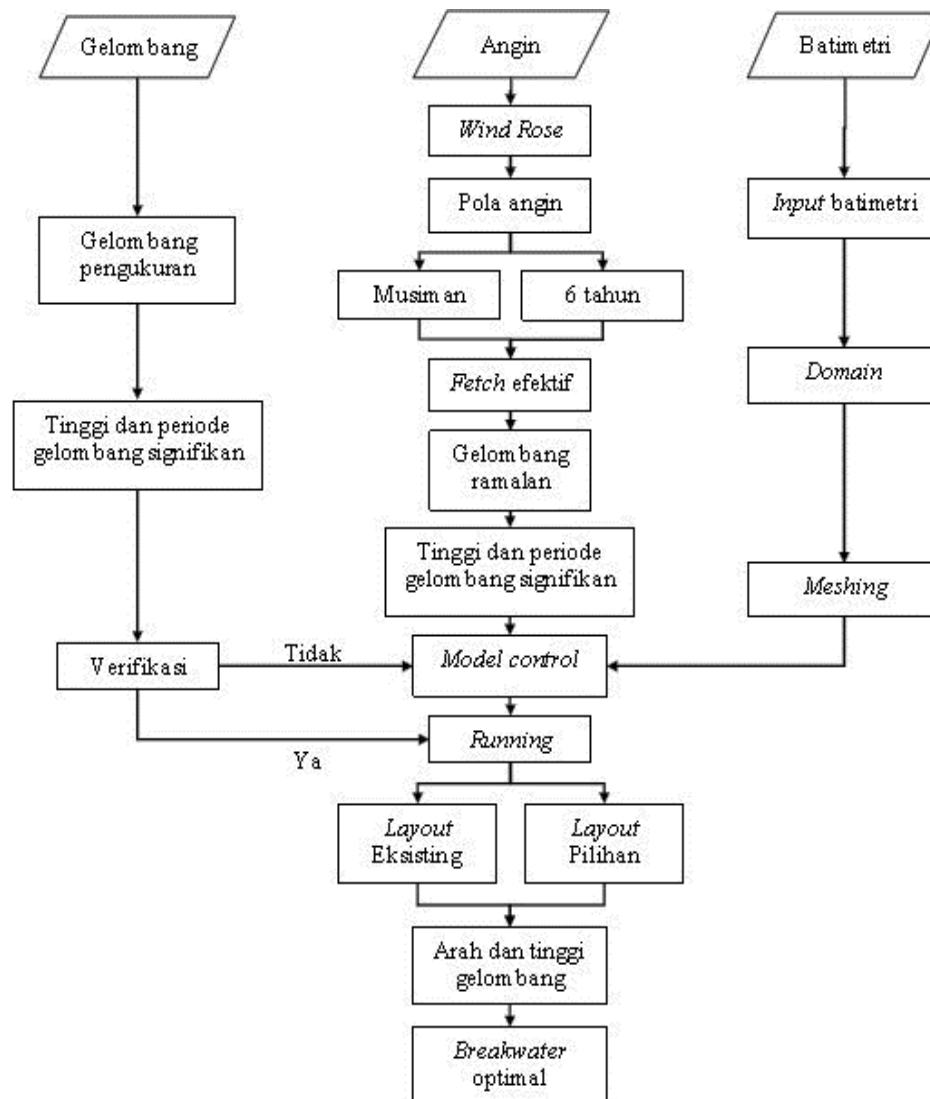 Gelombang
Angin
Batimetri
Wind Rose
Pola angin
Input batimetri
Gelombang
pengukuran
Musiman
6 tahun
Domain
Fetch efektif
Tinggi dan periode
gelombang signifikan
Gelombang
ramalan
Tinggi dan periode
gelombang signifikan
Meshing
Verifikasi
Tidak
Model control
Ya
Running
Layout
Eksisting
Layout
Pilihan
Arah dan tinggi
gelombang
Breakwater
optimal